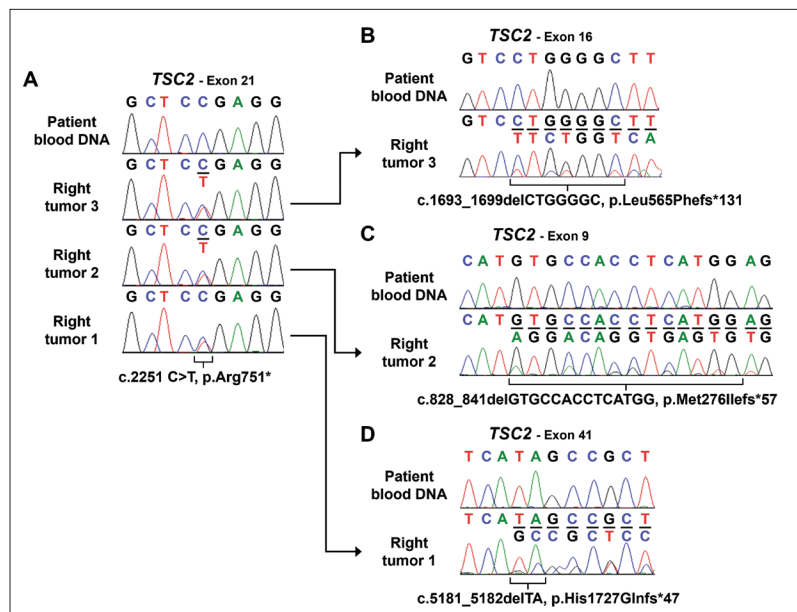 A
TSC2 - Exon 21
G C T C C G A G G
Patient
blood DNA
G C T C C G A G G
T
Right
tumor 3
G C T C C G A G G
T
Right
tumor 2
G C T C C G A G G
Right
tumor 1
c.2251 C>T, p.Arg751*
B
TSC2 - Exon 16
G T C C T G G G G C T T
Patient
blood DNA
G T C C T G G G G C T T
T T C T G G T C A
Right
tumor 3
c.1693_1699delCTGGGGC, p.Leu565Phefs*131
C
TSC2 - Exon 9
C A T G T G C C A C C T C A T G G A G
Patient
blood DNA
C A T G T G C C A C C T C A T G G A G
A G G A C A G G T G A G T G T G
Right
tumor 2
c.828_841delGTGCCACCTCATGG, p.Met276Ilefs*57
D
TSC2 - Exon 41
T C A T A G C C G C T
Patient
blood DNA
T C A T A G C C G C T
G C C G C T C C
Right
tumor 1
c.5181_5182delTA, p.His1727Glnfs*47